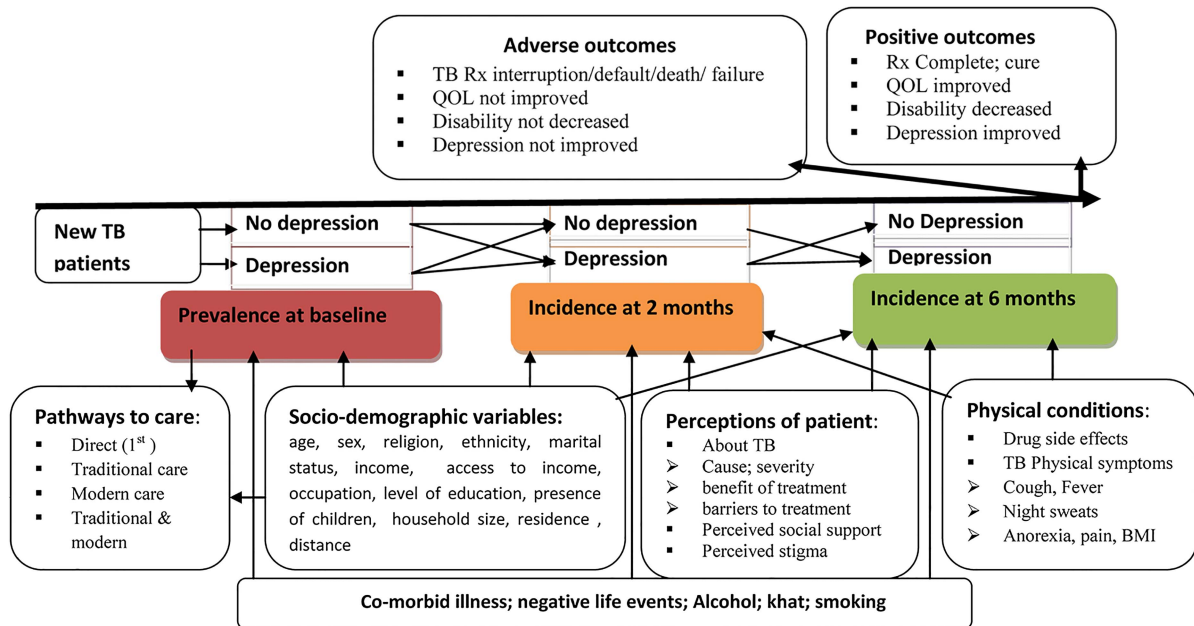 Adverse outcomes
▪ TB Rx interruption/default/death/ failure
▪ QOL not improved
▪ Disability not decreased
▪ Depression not improved
Positive outcomes
▪ Rx Complete; cure
▪ QOL improved
▪ Disability decreased
▪ Depression improved
New TB
patients
No depression
Depression
No depression
Depression
No Depression
Depression
Prevalence at baseline
Incidence at 2 months
Incidence at 6 months
Pathways to care:
▪ Direct (1st )
▪ Traditional care
▪ Modern care
▪ Traditional &
modern
Socio-demographic variables:
age, sex, religion, ethnicity, marital
status, income, access to income,
occupation, level of education, presence
of children, household size, residence ,
distance
Perceptions of patient:
▪ About TB
➢ Cause; severity
➢ benefit of treatment
➢ barriers to treatment
▪ Perceived social support
▪ Perceived stigma
Physical conditions:
▪ Drug side effects
▪ TB Physical symptoms
➢ Cough, Fever
➢ Night sweats
➢ Anorexia, pain, BMI
Co-morbid illness; negative life events; Alcohol; khat; smoking